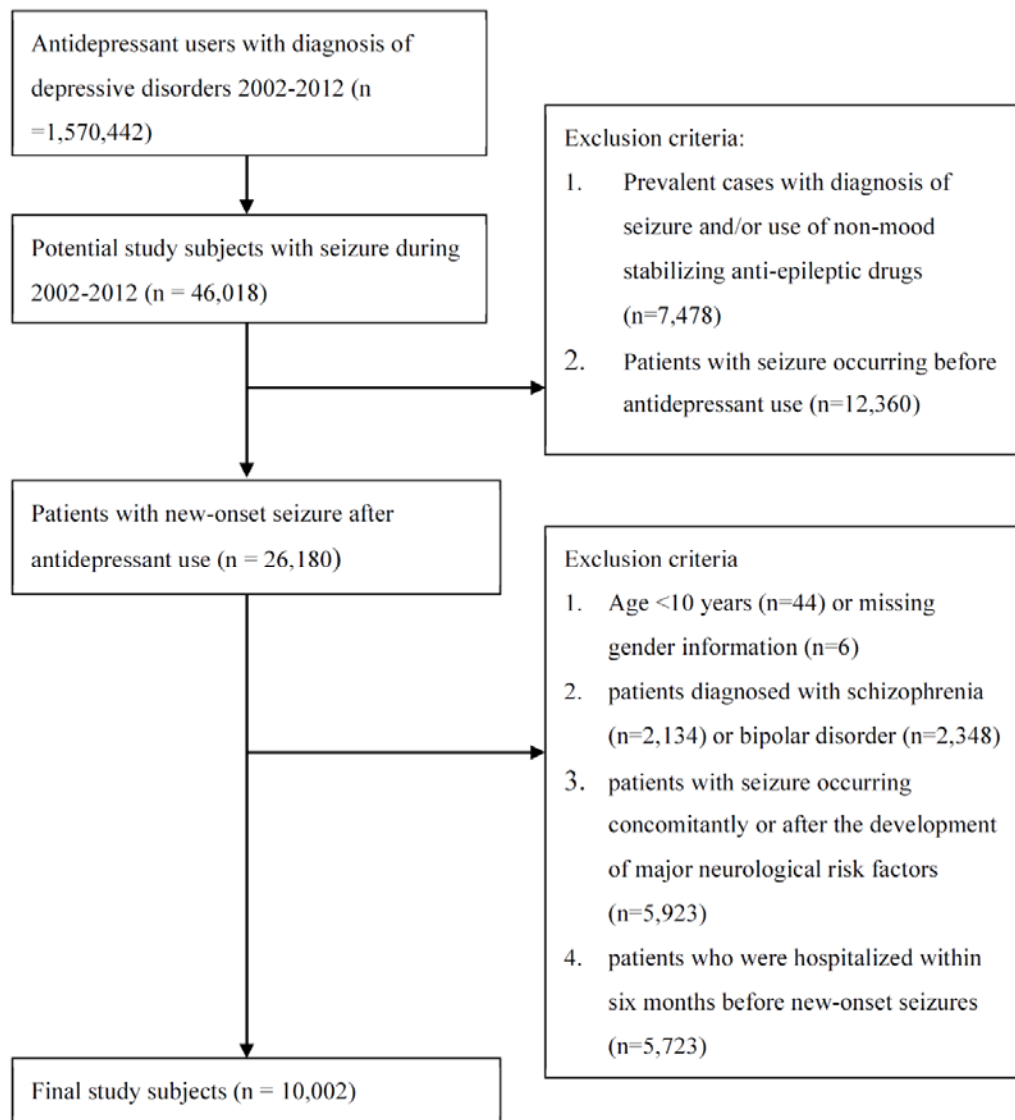 Antidepressant users with diagnosis of
depressive disorders 2002-2012 (n
=1,570,442)
Potential study subjects with seizure during
2002-2012 (n = 46,018)
Exclusion criteria:
1. Prevalent cases with diagnosis of
seizure and/or use of non-mood
stabilizing anti-epileptic drugs
(n=7,478)
2. Patients with seizure occurring before
antidepressant use (n=12,360)
Patients with new-onset seizure after
antidepressant use (n = 26,180)
Exclusion criteria
1. Age <10 years (n=44) or missing
gender information (n=6)
2. patients diagnosed with schizophrenia
(n=2,134) or bipolar disorder (n=2,348)
3. patients with seizure occurring
concomitantly or after the development
of major neurological risk factors
(n=5,923)
4. patients who were hospitalized within
six months before new-onset seizures
(n=5,723)
Final study subjects (n = 10,002)